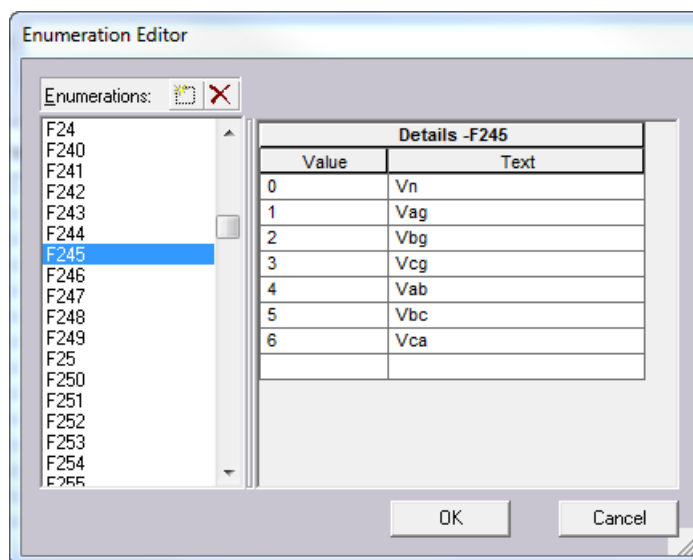 Enumeration Editor
Enumerations:
F24
F240
F241
F242
F243
F244
F245
F246
F247
F248
F249
F25
F250
F251
F252
F253
F254
F255
Details -F245
Value Text
0 Vn
1 Vag
2 Vbg
3 Vcg
4 Vab
5 Vbc
6 Vca
OK Cancel